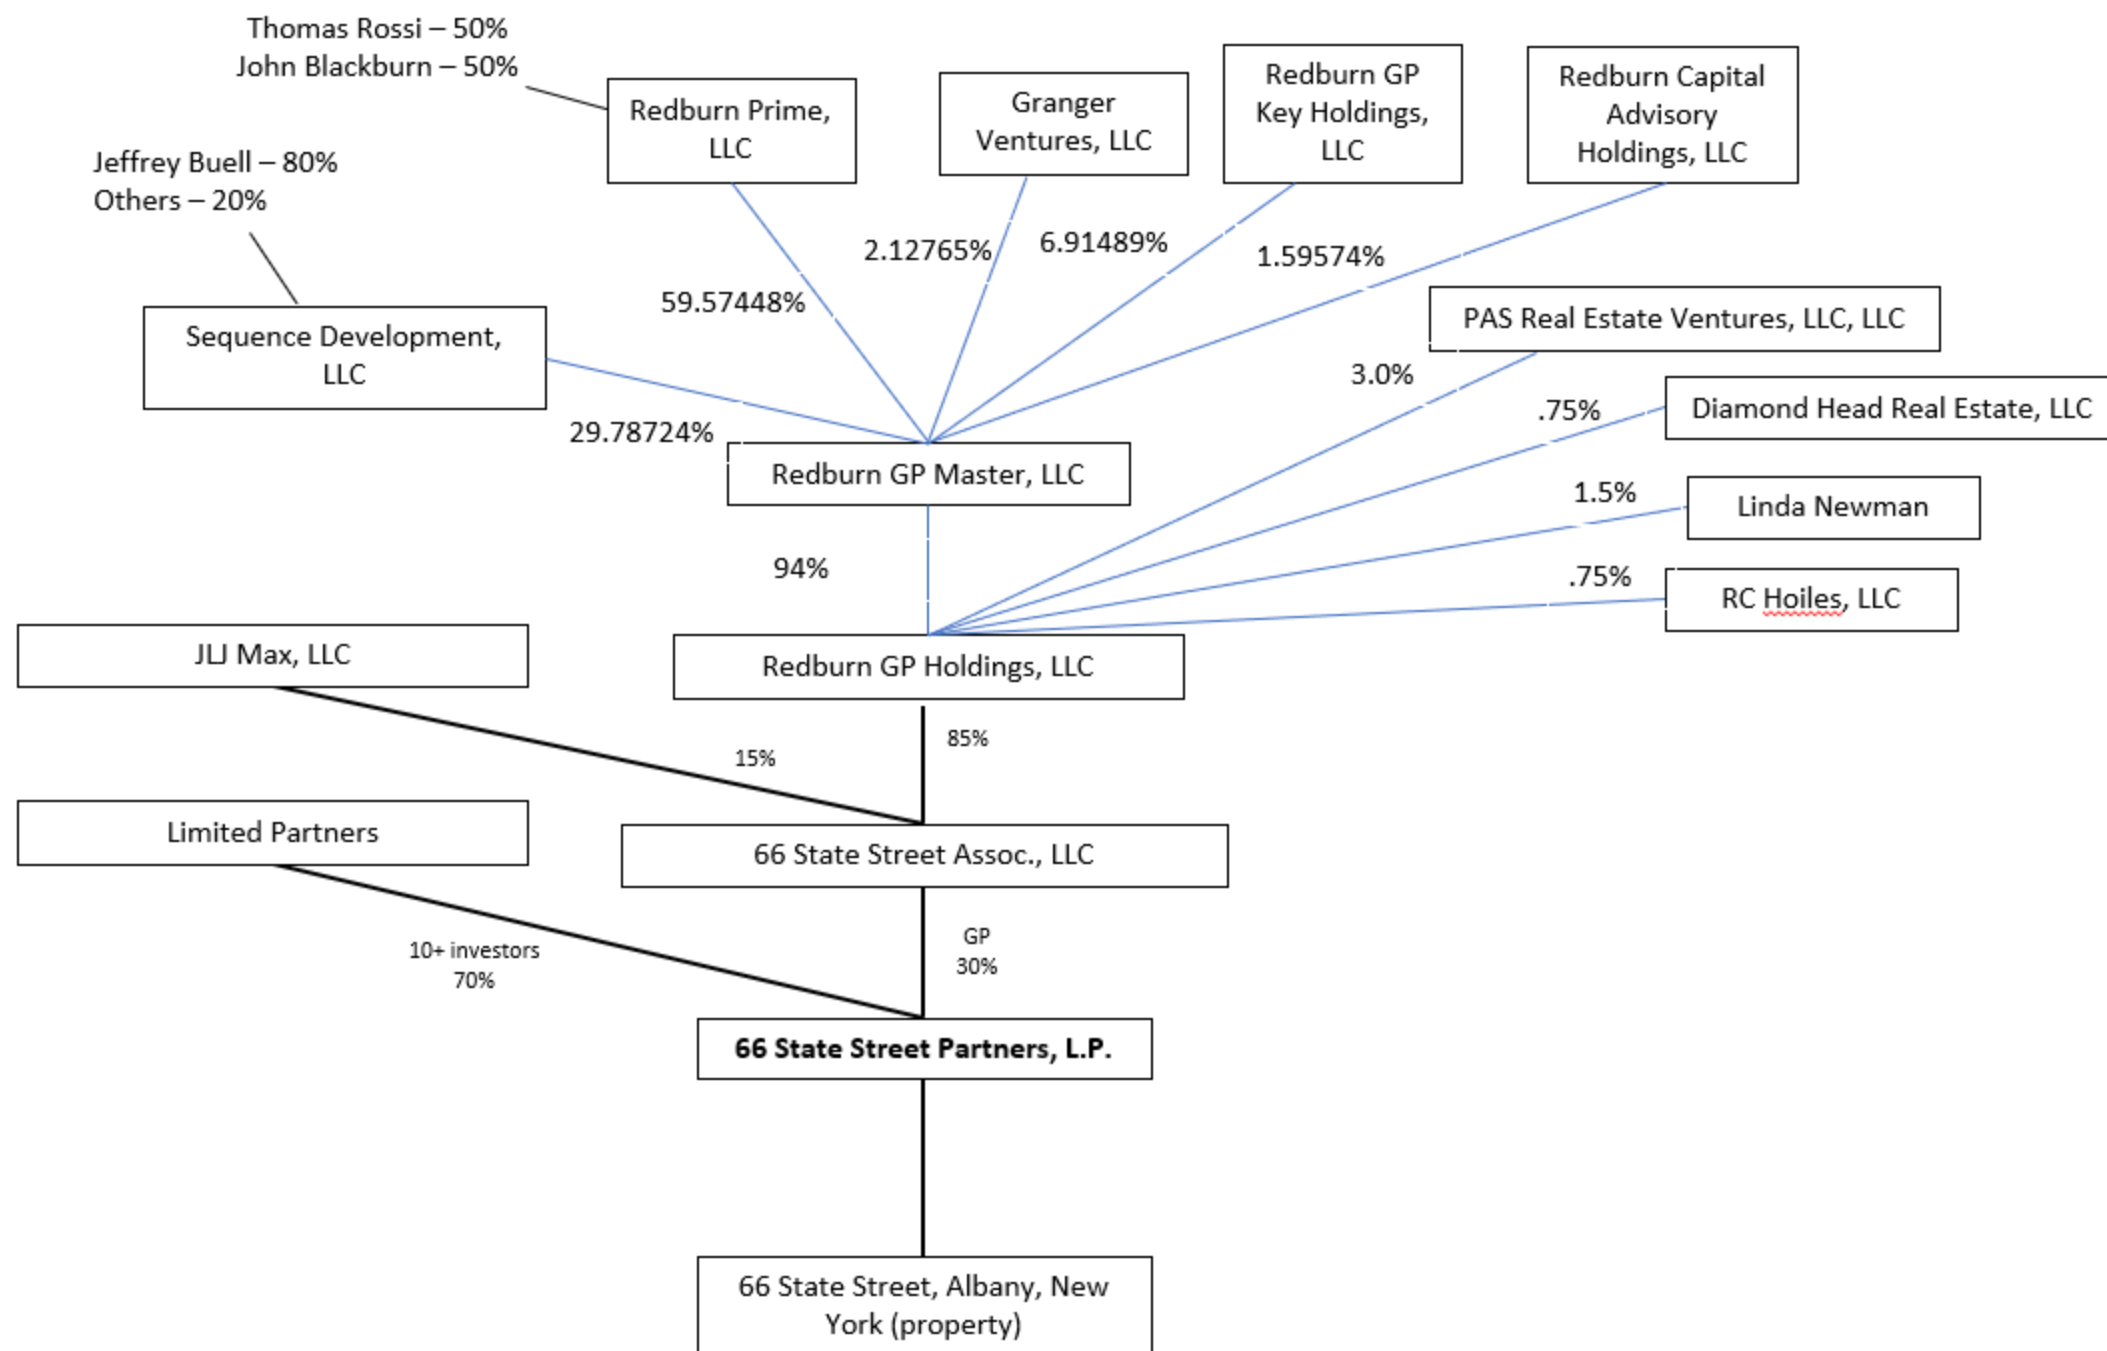 Thomas Rossi – 50%
John Blackburn – 50%
Redburn Prime,
LLC
Granger
Ventures, LLC
Redburn GP
Key Holdings,
LLC
Redburn Capital
Advisory
Holdings, LLC
Jeffrey Buell – 80%
Others – 20%
2.12765%
6.91489%
1.59574%
59.57448%
Sequence Development,
LLC
PAS Real Estate Ventures, LLC, LLC
3.0%
.75%
Diamond Head Real Estate, LLC
29.78724%
Redburn GP Master, LLC
1.5%
Linda Newman
94%
.75%
RC Hoiles, LLC
JLJ Max, LLC
Redburn GP Holdings, LLC
15%
85%
Limited Partners
66 State Street Assoc., LLC
10+ investors
70%
GP
30%
66 State Street Partners, L.P.
66 State Street, Albany, New
York (property)